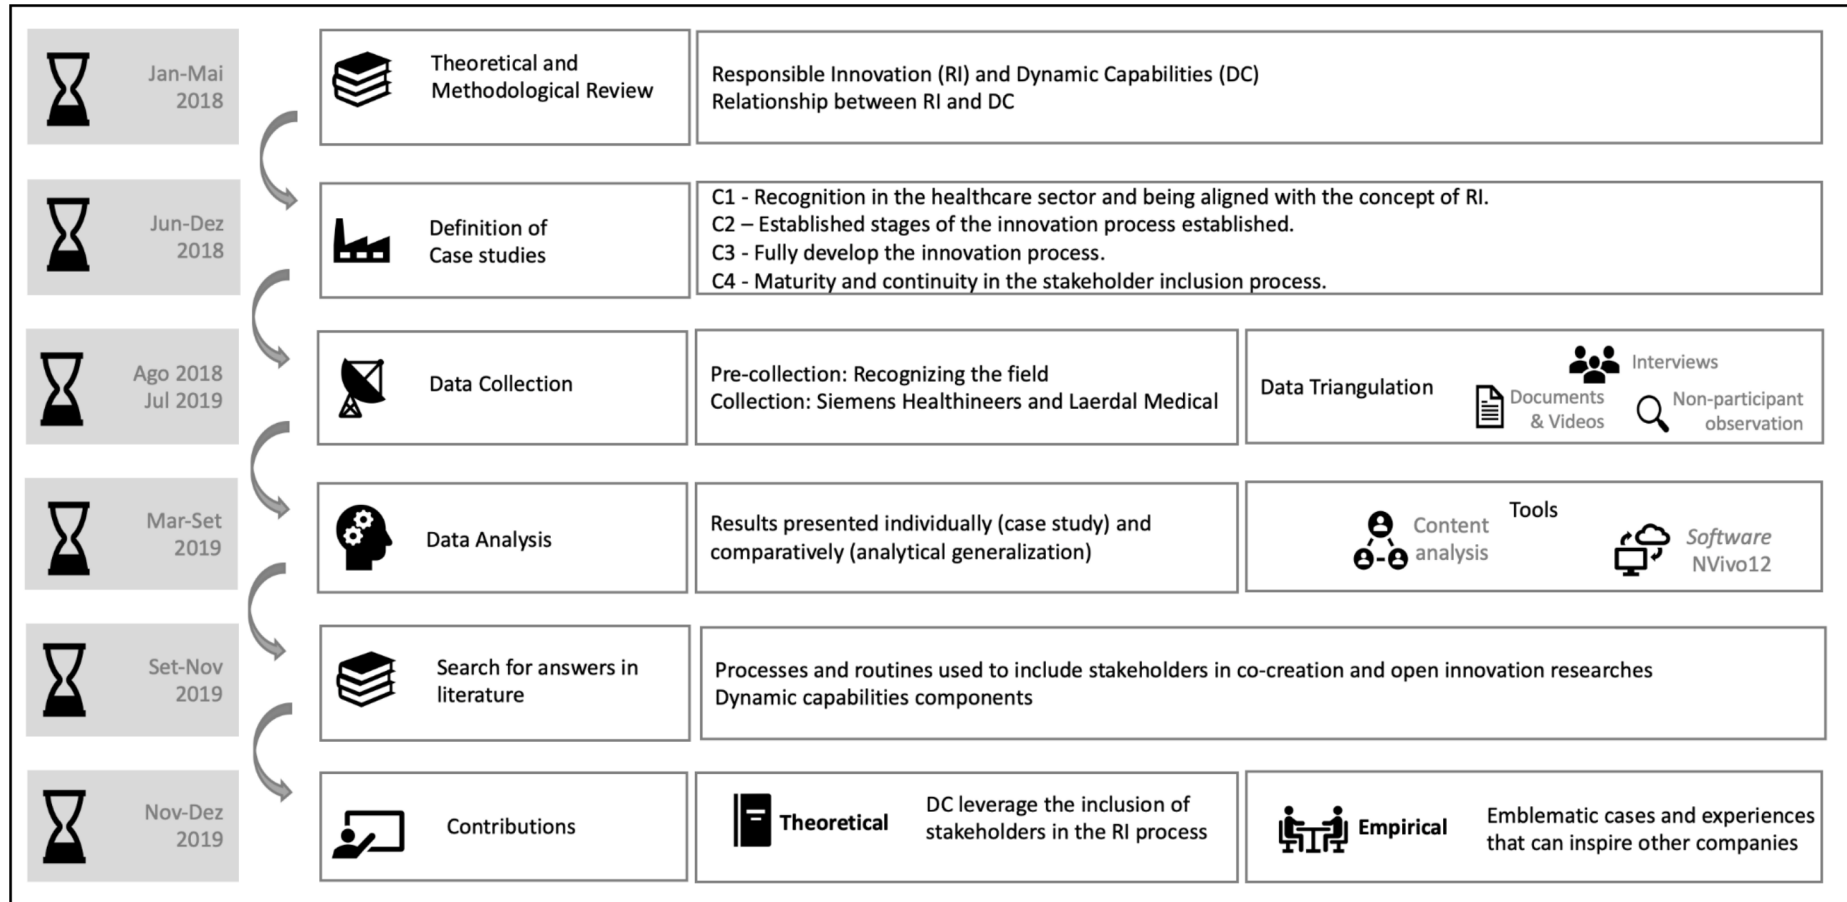 Jan-Mai
2018
Theoretical and
Methodological Review
Responsible Innovation (RI) and Dynamic Capabilities (DC)
Relationship between RI and DC
Jun-Dez
2018
Definition of
Case studies
C1 - Recognition in the healthcare sector and being aligned with the concept of RI.
C2 – Established stages of the innovation process established.
C3 - Fully develop the innovation process.
C4 - Maturity and continuity in the stakeholder inclusion process.
Ago 2018
Jul 2019
Data Collection
Pre-collection: Recognizing the field
Collection: Siemens Healthineers and Laerdal Medical
Data Triangulation
Interviews
Documents
& Videos
Non-participant
observation
Mar-Set
2019
Data Analysis
Results presented individually (case study) and
comparatively (analytical generalization)
Tools
Content
analysis
Software
NVivo12
Set-Nov
2019
Search for answers in
literature
Processes and routines used to include stakeholders in co-creation and open innovation researches
Dynamic capabilities components
Nov-Dez
2019
Contributions
Theoretical
DC leverage the inclusion of
stakeholders in the RI process
Empirical
Emblematic cases and experiences
that can inspire other companies